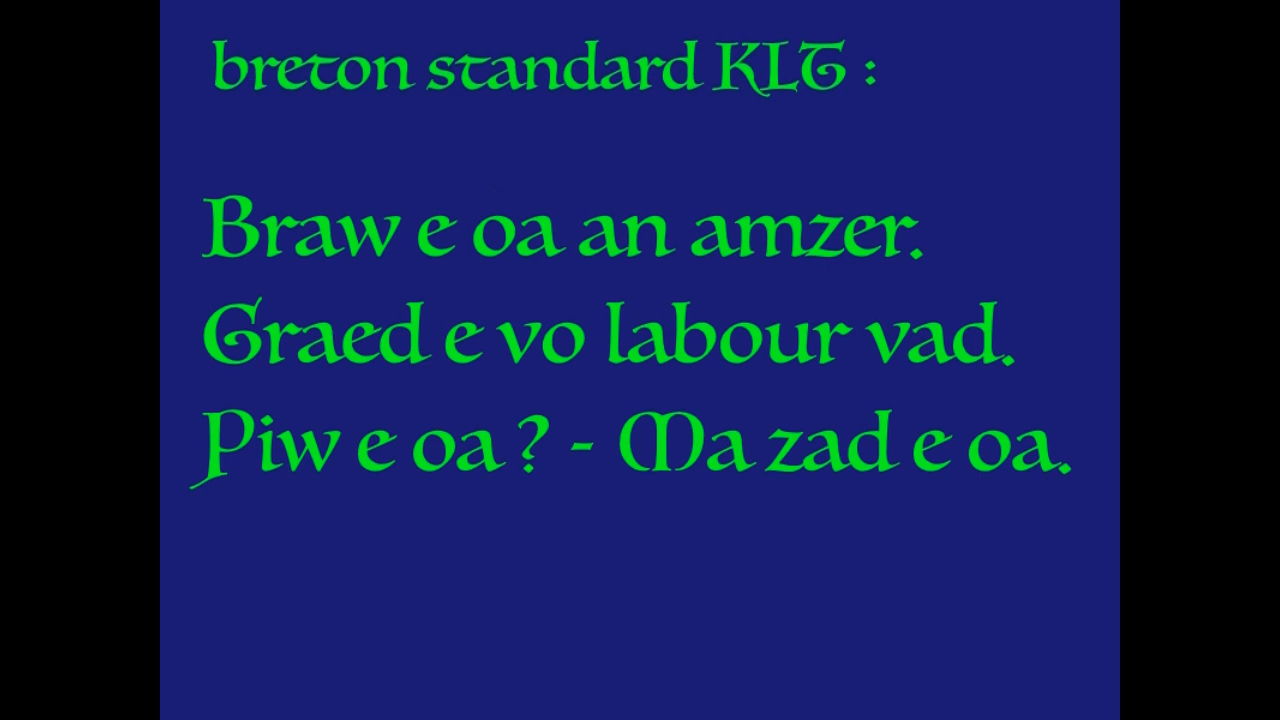 breton standard KLT :
Braw e oa an amzer.
Graed e vo labour vad.
Piw e oa ? - Ma zad e oa.